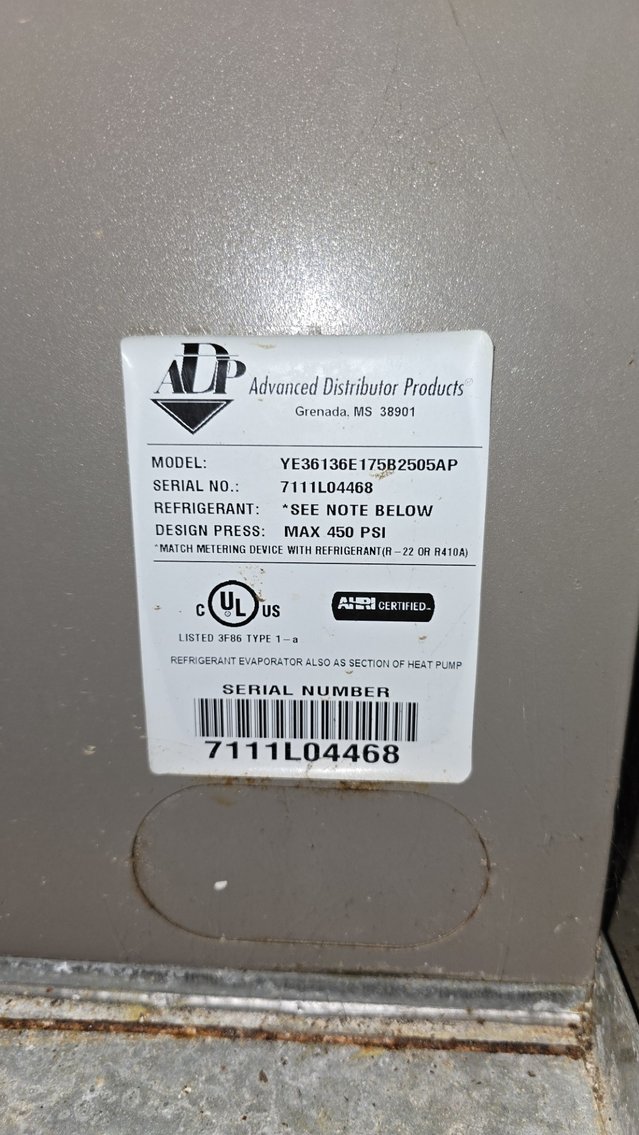 ADP Advanced Distributor Products
Grenada, MS 38901
MODEL: YE36136E175B2505AP
SERIAL NO.: 7111L04468
REFRIGERANT: *SEE NOTE BELOW
DESIGN PRESS: MAX 450 PSI
*MATCH METERING DEVICE WITH REFRIGERANT(R-22 OR R410A)
C UL US
AHRI CERTIFIED
LISTED 3F86 TYPE 1-a
REFRIGERANT EVAPORATOR ALSO AS SECTION OF HEAT PUMP
SERIAL NUMBER
7111L04468